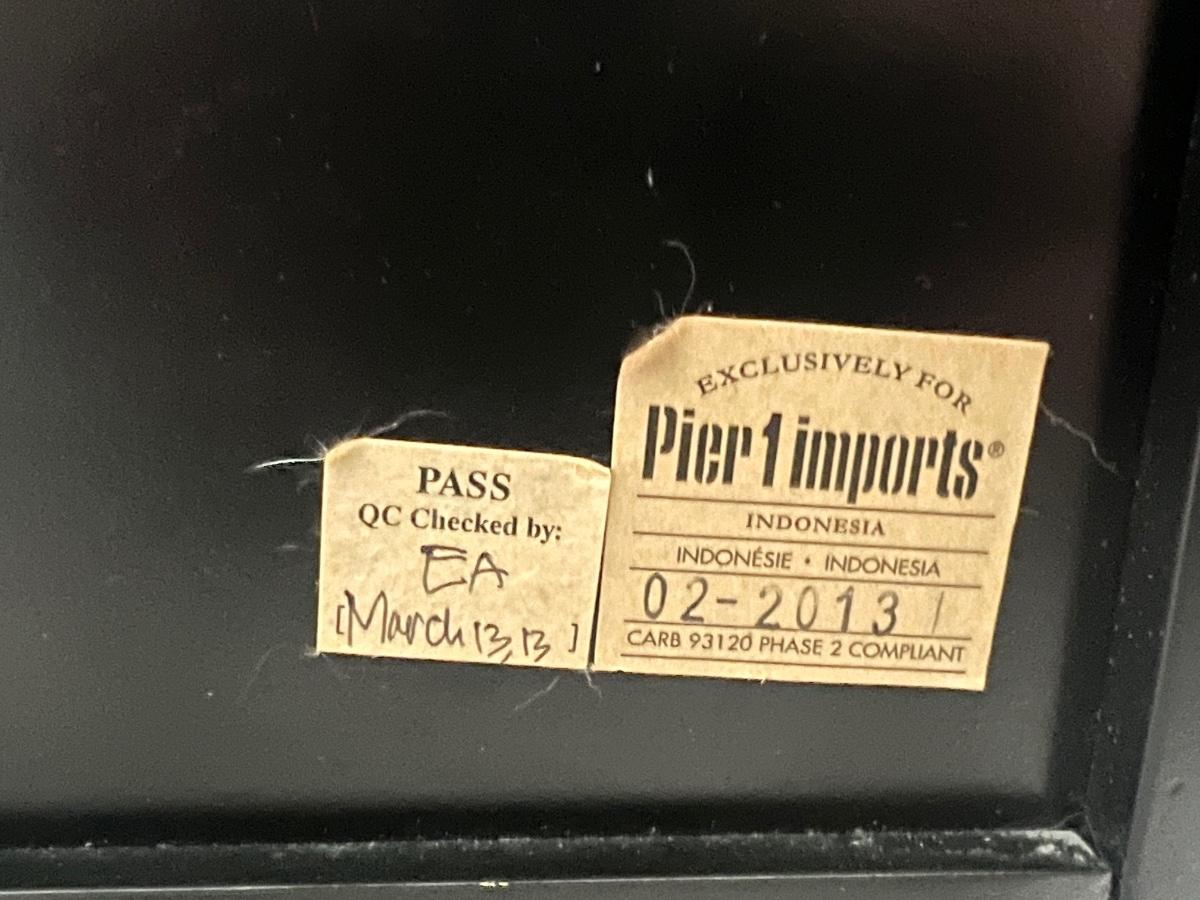 PASS
QC Checked by:
EA
[March 13, 13 ]
EXCLUSIVELY FOR
Pier 1 imports®
INDONESIA
INDONÉSIE • INDONESIA
02-2013
CARB 93120 PHASE 2 COMPLIANT